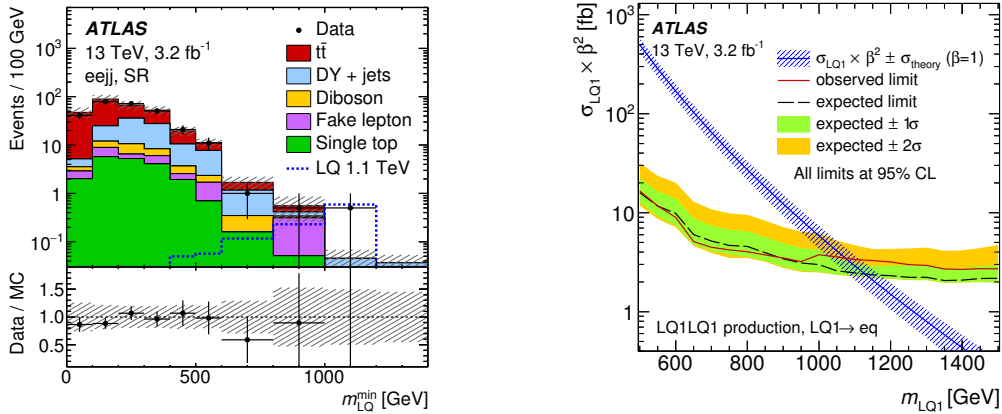 ATLAS
13 TeV, 3.2 fb⁻¹
eejj, SR
Data
tt̄
DY + jets
Diboson
Fake lepton
Single top
LQ 1.1 TeV
Events / 100 GeV
10³
10²
10
1
10⁻¹
Data / MC
1.5
1.0
0.5
0 500 1000
m_LQ^min [GeV]
ATLAS
13 TeV, 3.2 fb⁻¹
σ_LQ1 × β² ± σ_theory (β=1)
observed limit
expected limit
expected ± 1σ
expected ± 2σ
All limits at 95% CL
σ_LQ1 × β² [fb]
10³
10²
10
1
LQ1LQ1 production, LQ1→ eq
600 800 1000 1200 1400
m_LQ1 [GeV]